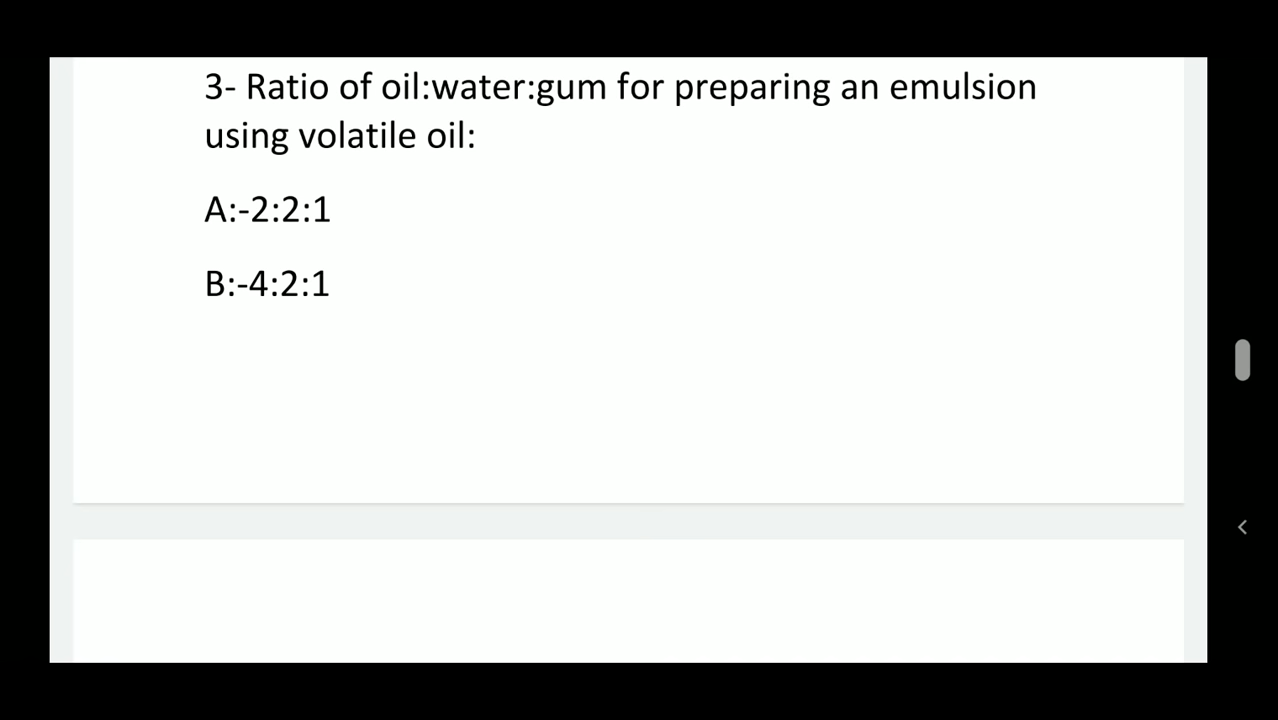 3- Ratio of oil:water:gum for preparing an emulsion
using volatile oil:
A:-2:2:1
B:-4:2:1